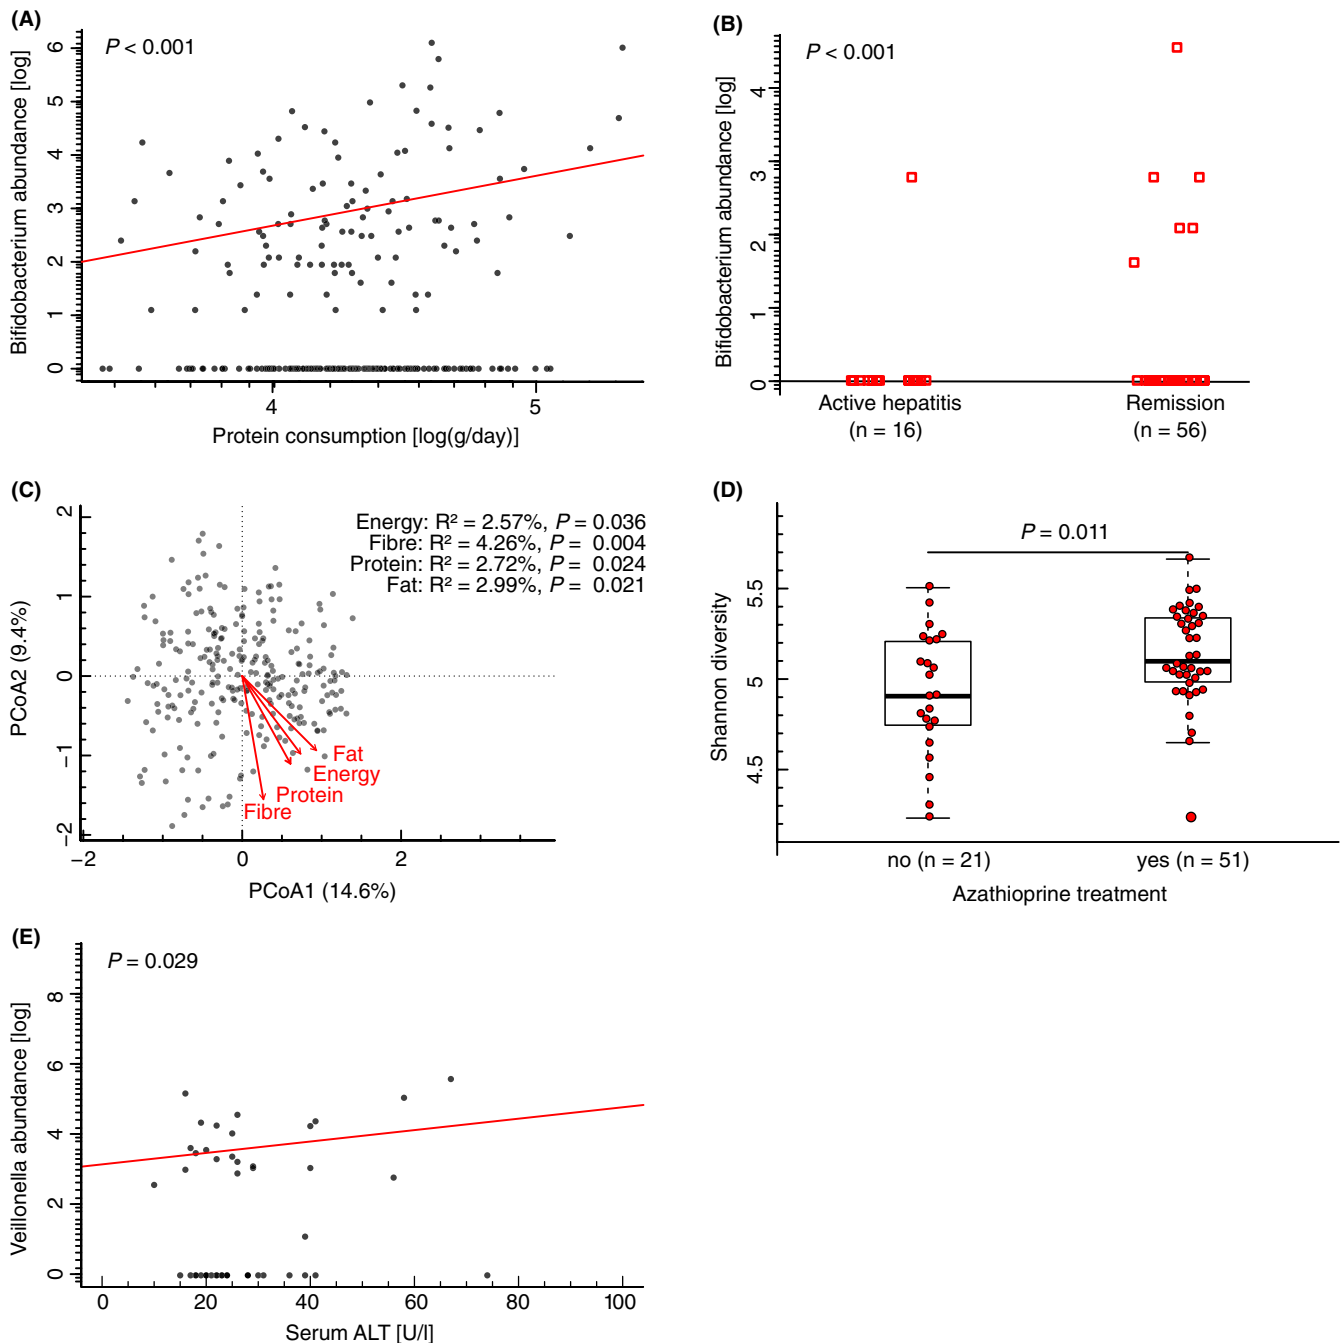 (A)
P < 0.001
Bifidobacterium abundance [log]
0 1 2 3 4 5 6
4 5
Protein consumption [log(g/day)]
(B)
P < 0.001
Bifidobacterium abundance [log]
0 1 2 3 4
Active hepatitis Remission
(n = 16) (n = 56)
(C)
Energy: R² = 2.57%, P = 0.036
Fibre: R² = 4.26%, P = 0.004
Protein: R² = 2.72%, P = 0.024
Fat: R² = 2.99%, P = 0.021
PCoA2 (9.4%)
−2 −1 0 1 2
Fat
Energy
Protein
Fibre
−2 0 2
PCoA1 (14.6%)
(D)
P = 0.011
Shannon diversity
4.5 5 5.5
no (n = 21) yes (n = 51)
Azathioprine treatment
(E)
P = 0.029
Veillonella abundance [log]
0 2 4 6 8
0 20 40 60 80 100
Serum ALT [U/l]